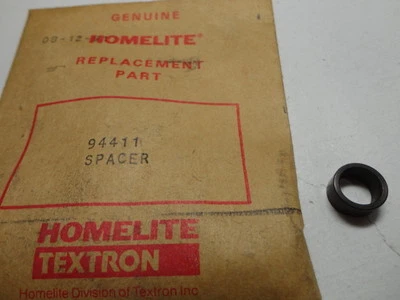 GENUINE
HOMELITE®
REPLACEMENT
PART
94411
SPACER
HOMELITE
TEXTRON
Homelite Division of Textron Inc